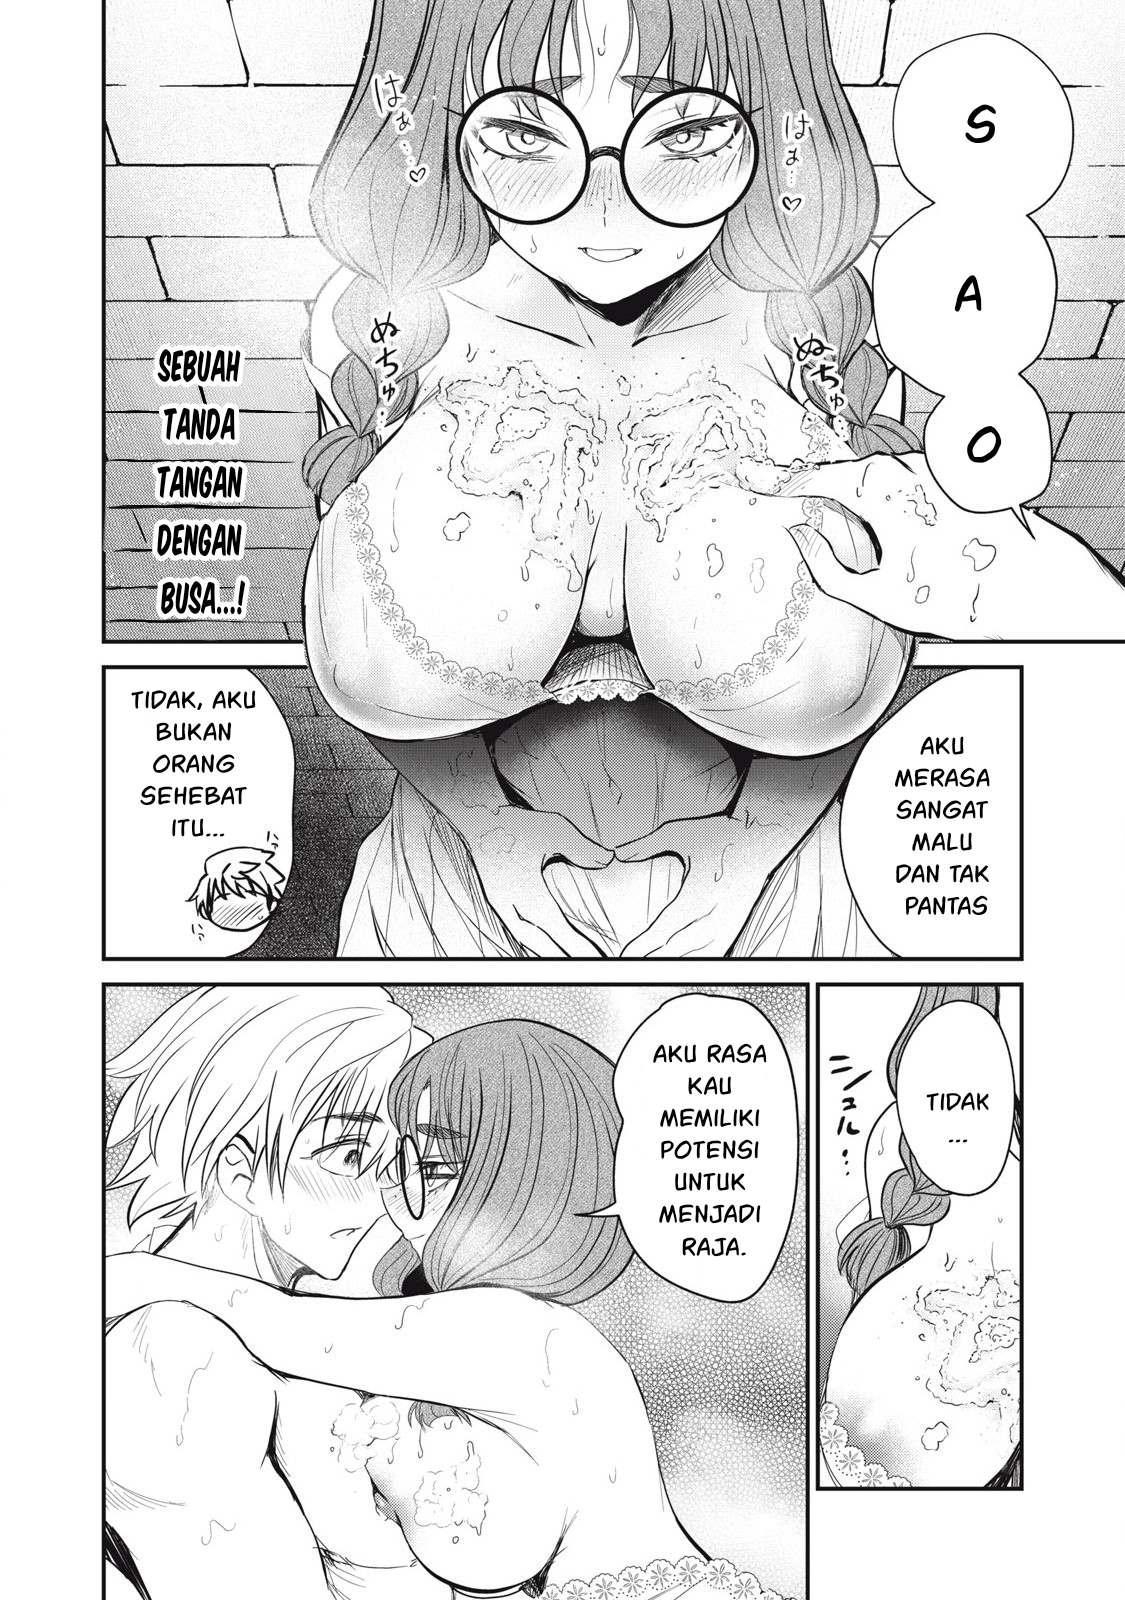 S
A
O
はぁ…♡
はぁ…♡
ぬちゅ…
ぬちゅ…
SEBUAH
TANDA
TANGAN
DENGAN
BUSA...!
AKU
MERASA
SANGAT
MALU
DAN TAK
PANTAS
TIDAK, AKU
BUKAN
ORANG
SEHEBAT
ITU...
TIDAK
...
シュル…
AKU RASA
KAU
MEMILIKI
POTENSI
UNTUK
MENJADI
RAJA.